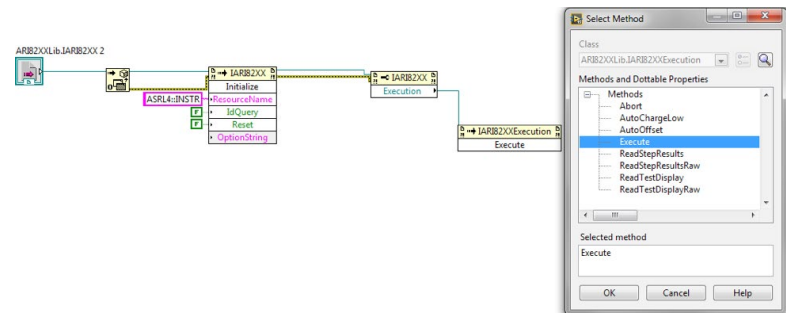 ARI82XXLib.IARI82XX 2
IARI82XX
Initialize
ASRL4::INSTR
ResourceName
F
IdQuery
F
Reset
OptionString
IARI82XX
Execution
IARI82XXExecution
Execute
Select Method
Class
ARI82XXLib.IARI82XXExecution
Methods and Dottable Properties
Methods
Abort
AutoChargeLow
AutoOffset
Execute
ReadStepResults
ReadStepResultsRaw
ReadTestDisplay
ReadTestDisplayRaw
Selected method
Execute
OK Cancel Help